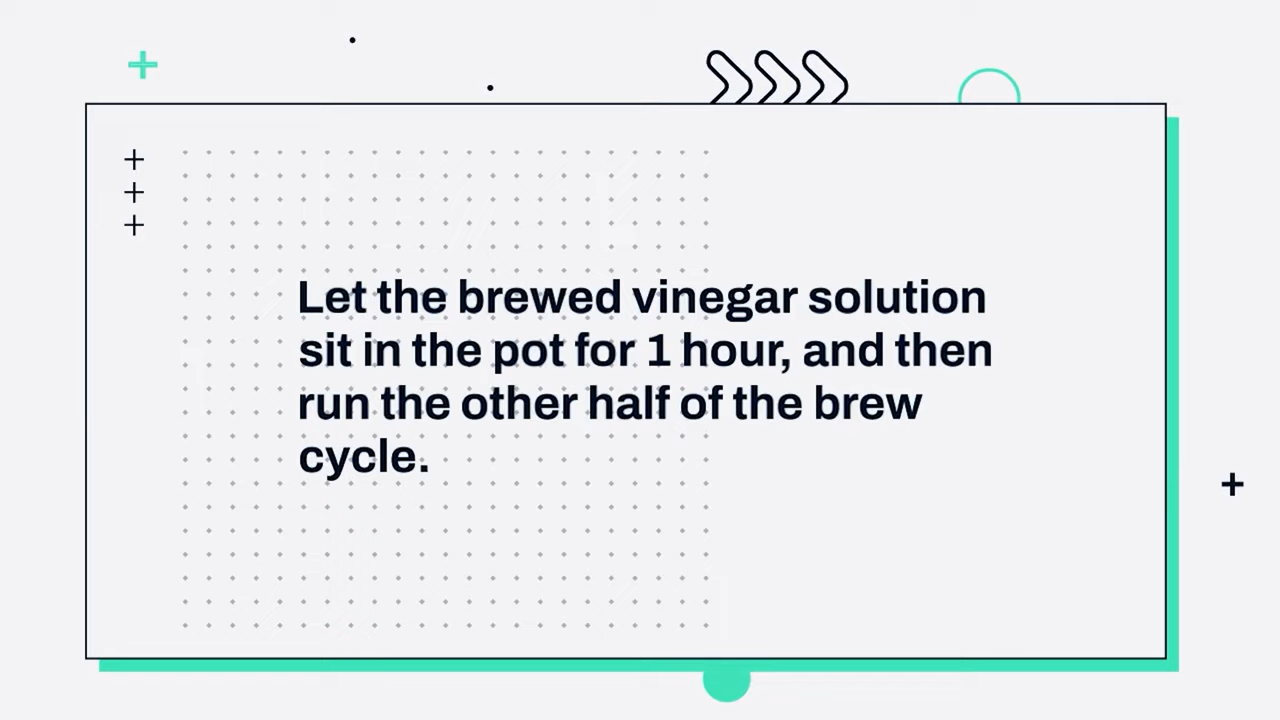 Let the brewed vinegar solution
sit in the pot for 1 hour, and then
run the other half of the brew
cycle.